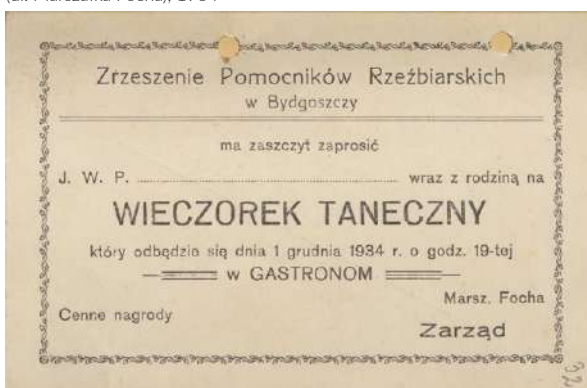 Zrzeszenie Pomocników Rzeźbiarskich
w Bydgoszczy
ma zaszczyt zaprosić
J. W. P. .......... wraz z rodziną na
WIECZOREK TANECZNY
który odbędzie się dnia 1 grudnia 1934 r. o godz. 19-tej
w GASTRONOM
Marsz. Focha
Cenne nagrody
Zarząd